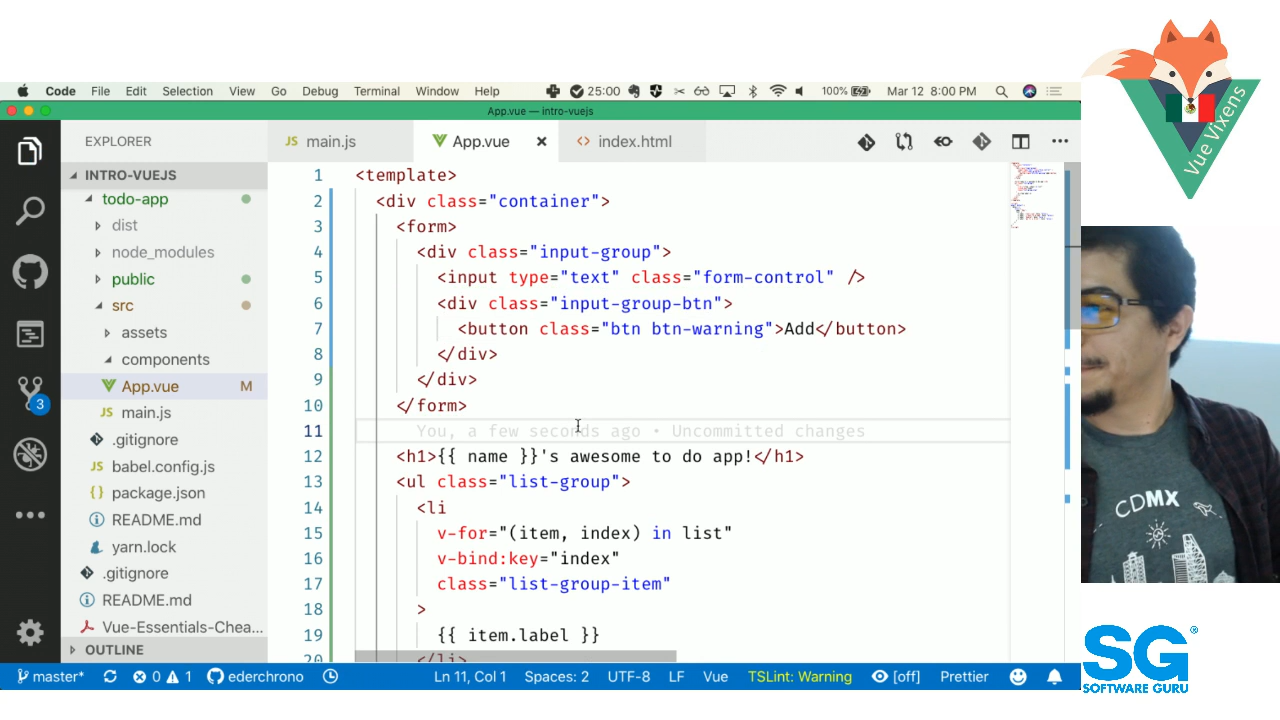 Code File Edit Selection View Go Debug Terminal Window Help 25:00 100% Mar 12 8:00 PM
App.vue — intro-vuejs
EXPLORER
INTRO-VUEJS
todo-app
dist
node_modules
public
src
assets
components
App.vue M
main.js
.gitignore
babel.config.js
package.json
README.md
yarn.lock
.gitignore
README.md
Vue-Essentials-Chea...
OUTLINE
3
main.js App.vue index.html
1 <template>
2 <div class="container">
3 <form>
4 <div class="input-group">
5 <input type="text" class="form-control" />
6 <div class="input-group-btn">
7 <button class="btn btn-warning">Add</button>
8 </div>
9 </div>
10 </form>
11 You, a few seconds ago • Uncommitted changes
12 <h1>{{ name }}'s awesome to do app!</h1>
13 <ul class="list-group">
14 <li
15 v-for="(item, index) in list"
16 v-bind:key="index"
17 class="list-group-item"
18 >
19 {{ item.label }}
20 </li>
master* 0 1 ederchrono Ln 11, Col 1 Spaces: 2 UTF-8 LF Vue TSLint: Warning [off] Prettier
Vue Vixens
CDMX
SG®
SOFTWARE GURU